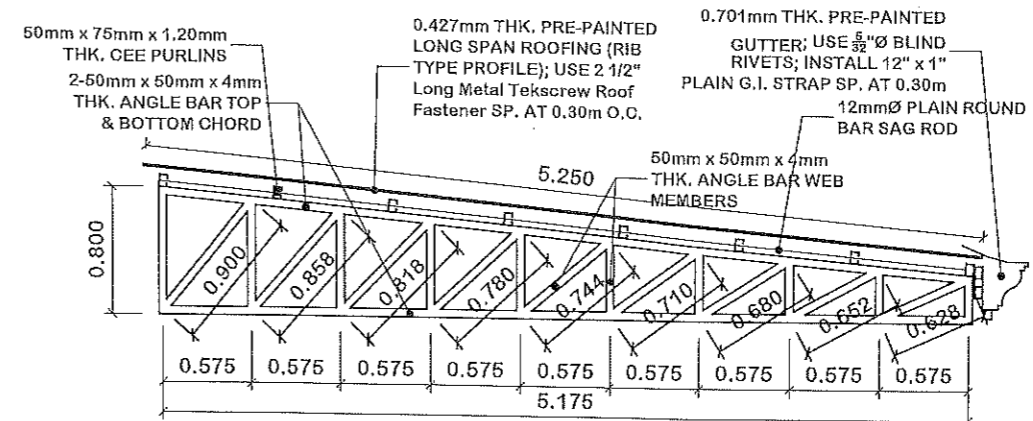 50mm x 75mm x 1.20mm
THK. CEE PURLINS
2-50mm x 50mm x 4mm
THK. ANGLE BAR TOP
& BOTTOM CHORD
0.427mm THK. PRE-PAINTED
LONG SPAN ROOFING (RIB
TYPE PROFILE); USE 2 1/2"
Long Metal Tekscrew Roof
Fastener SP. AT 0.30m O.C.
0.701mm THK. PRE-PAINTED
GUTTER; USE 5/32"Ø BLIND
RIVETS; INSTALL 12" x 1"
PLAIN G.I. STRAP SP. AT 0.30m
12mmØ PLAIN ROUND
BAR SAG ROD
50mm x 50mm x 4mm
THK. ANGLE BAR WEB
MEMBERS
5.250
0.800
0.900
0.858
0.818
0.780
0.744
0.710
0.680
0.652
0.628
0.575 0.575 0.575 0.575 0.575 0.575 0.575 0.575 0.575
5.175